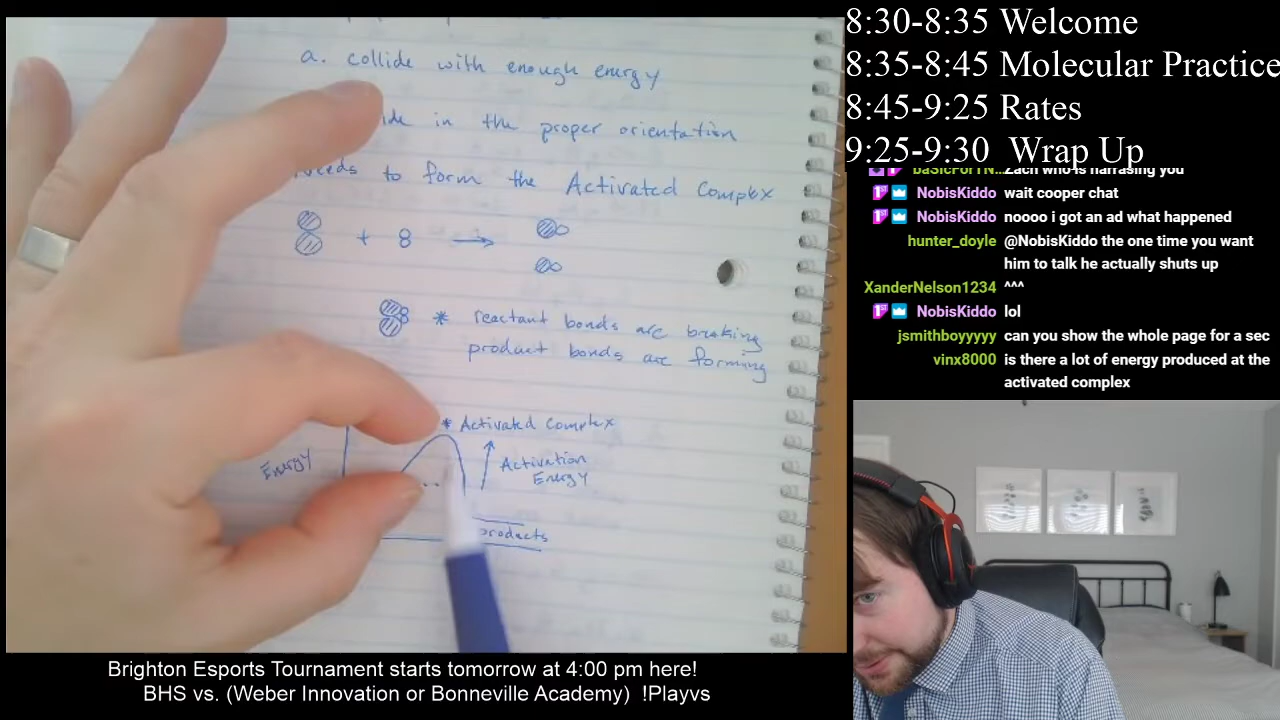 a. collide with enough energy
in the proper orientation
to form the Activated Complex
+ 8 →
* reactant bonds are breaking
product bonds are forming
* Activated Complex
Energy
Activation
Energy
products
8:30-8:35 Welcome
8:35-8:45 Molecular Practice
8:45-9:25 Rates
9:25-9:30 Wrap Up
Zach who is harrasing you
NobisKiddo wait cooper chat
NobisKiddo noooo i got an ad what happened
hunter_doyle @NobisKiddo the one time you want
him to talk he actually shuts up
XanderNelson1234 ^^^
NobisKiddo lol
jsmithboyyyyy can you show the whole page for a sec
vinx8000 is there a lot of energy produced at the
activated complex
Brighton Esports Tournament starts tomorrow at 4:00 pm here!
BHS vs. (Weber Innovation or Bonneville Academy) !Playvs